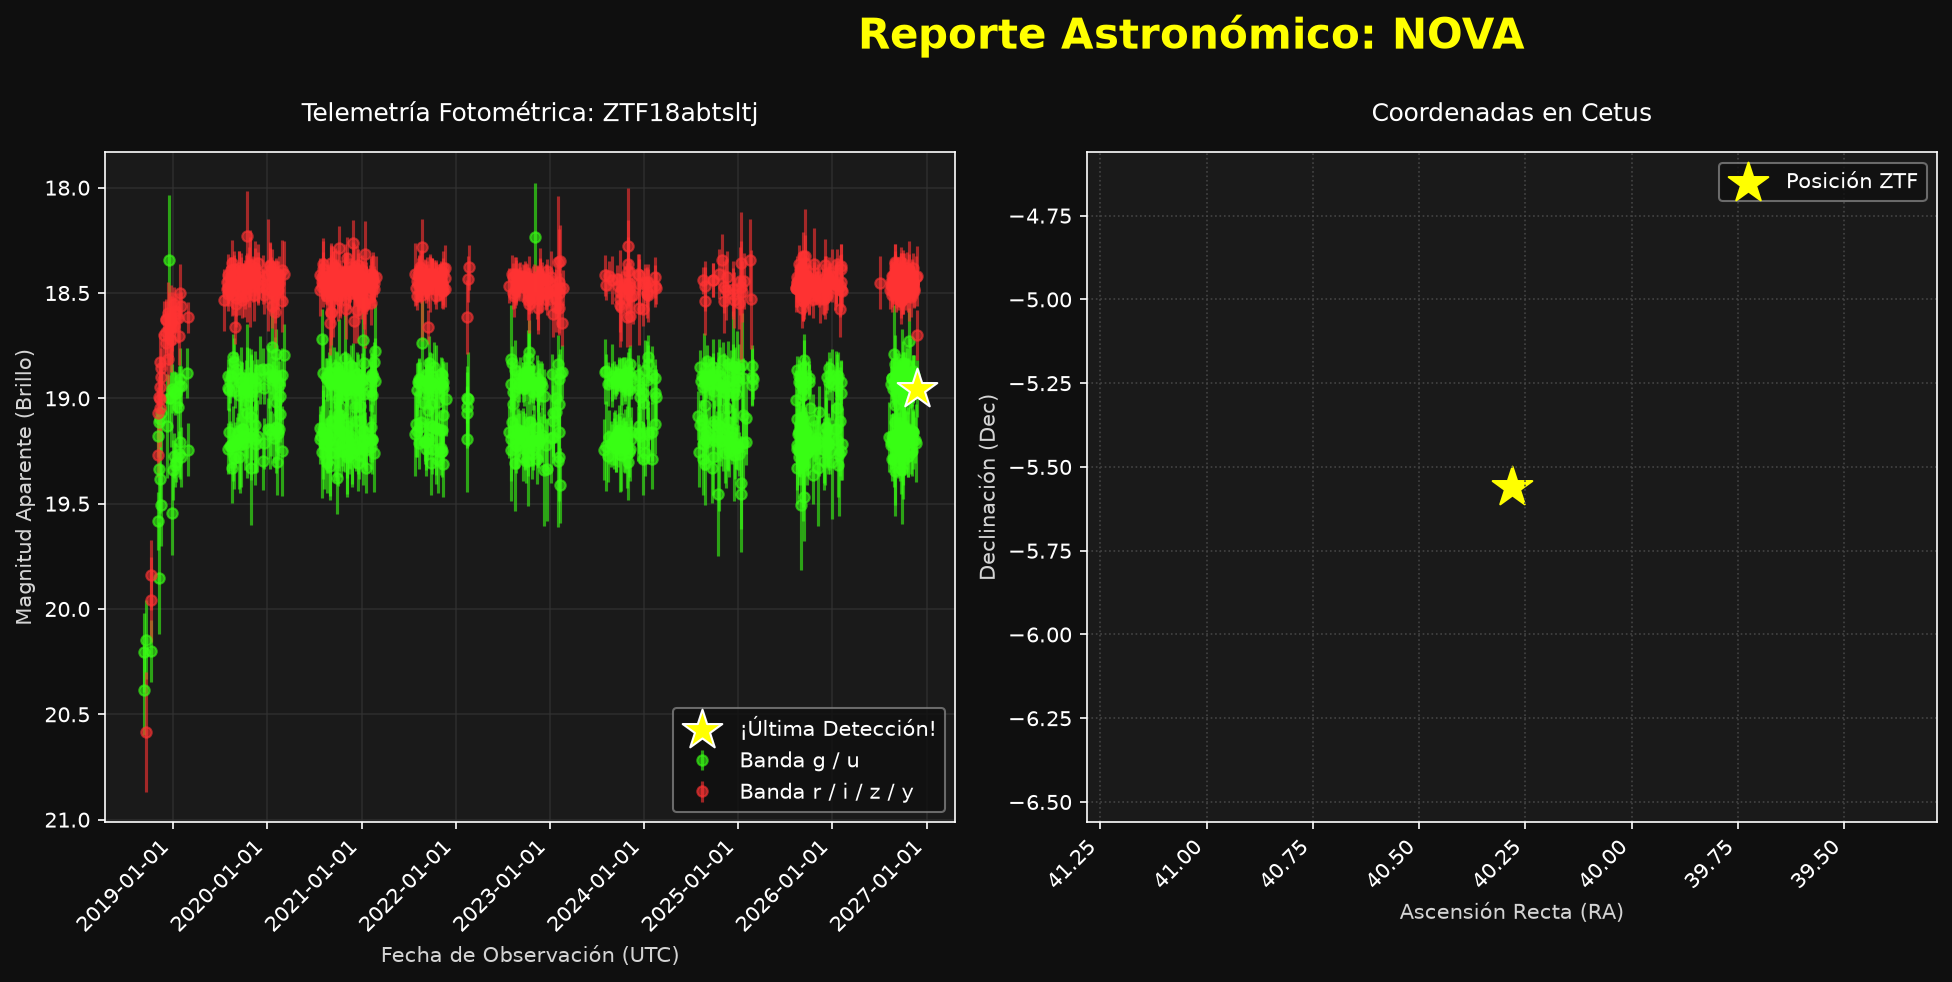 Reporte Astronómico: NOVA
Telemetría Fotométrica: ZTF18abtsltj
Magnitud Aparente (Brillo)
18.0
18.5
19.0
19.5
20.0
20.5
21.0
¡Última Detección!
Banda g / u
Banda r / i / z / y
2019-01-01
2020-01-01
2021-01-01
2022-01-01
2023-01-01
2024-01-01
2025-01-01
2026-01-01
2027-01-01
Fecha de Observación (UTC)
Coordenadas en Cetus
Posición ZTF
Declinación (Dec)
−4.75
−5.00
−5.25
−5.50
−5.75
−6.00
−6.25
−6.50
41.25
41.00
40.75
40.50
40.25
40.00
39.75
39.50
Ascensión Recta (RA)